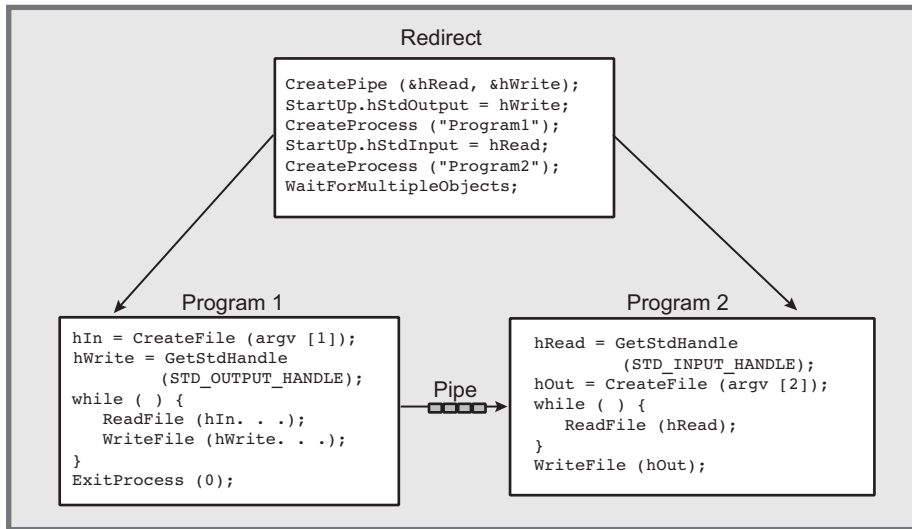 Redirect
CreatePipe (&hRead, &hWrite);
StartUp.hStdOutput = hWrite;
CreateProcess ("Program1");
StartUp.hStdInput = hRead;
CreateProcess ("Program2");
WaitForMultipleObjects;
Program 1
hIn = CreateFile (argv [1]);
hWrite = GetStdHandle
(STD_OUTPUT_HANDLE);
while ( ) {
ReadFile (hIn. . .);
WriteFile (hWrite. . .);
}
ExitProcess (0);
Pipe
Program 2
hRead = GetStdHandle
(STD_INPUT_HANDLE);
hOut = CreateFile (argv [2]);
while ( ) {
ReadFile (hRead);
}
WriteFile (hOut);